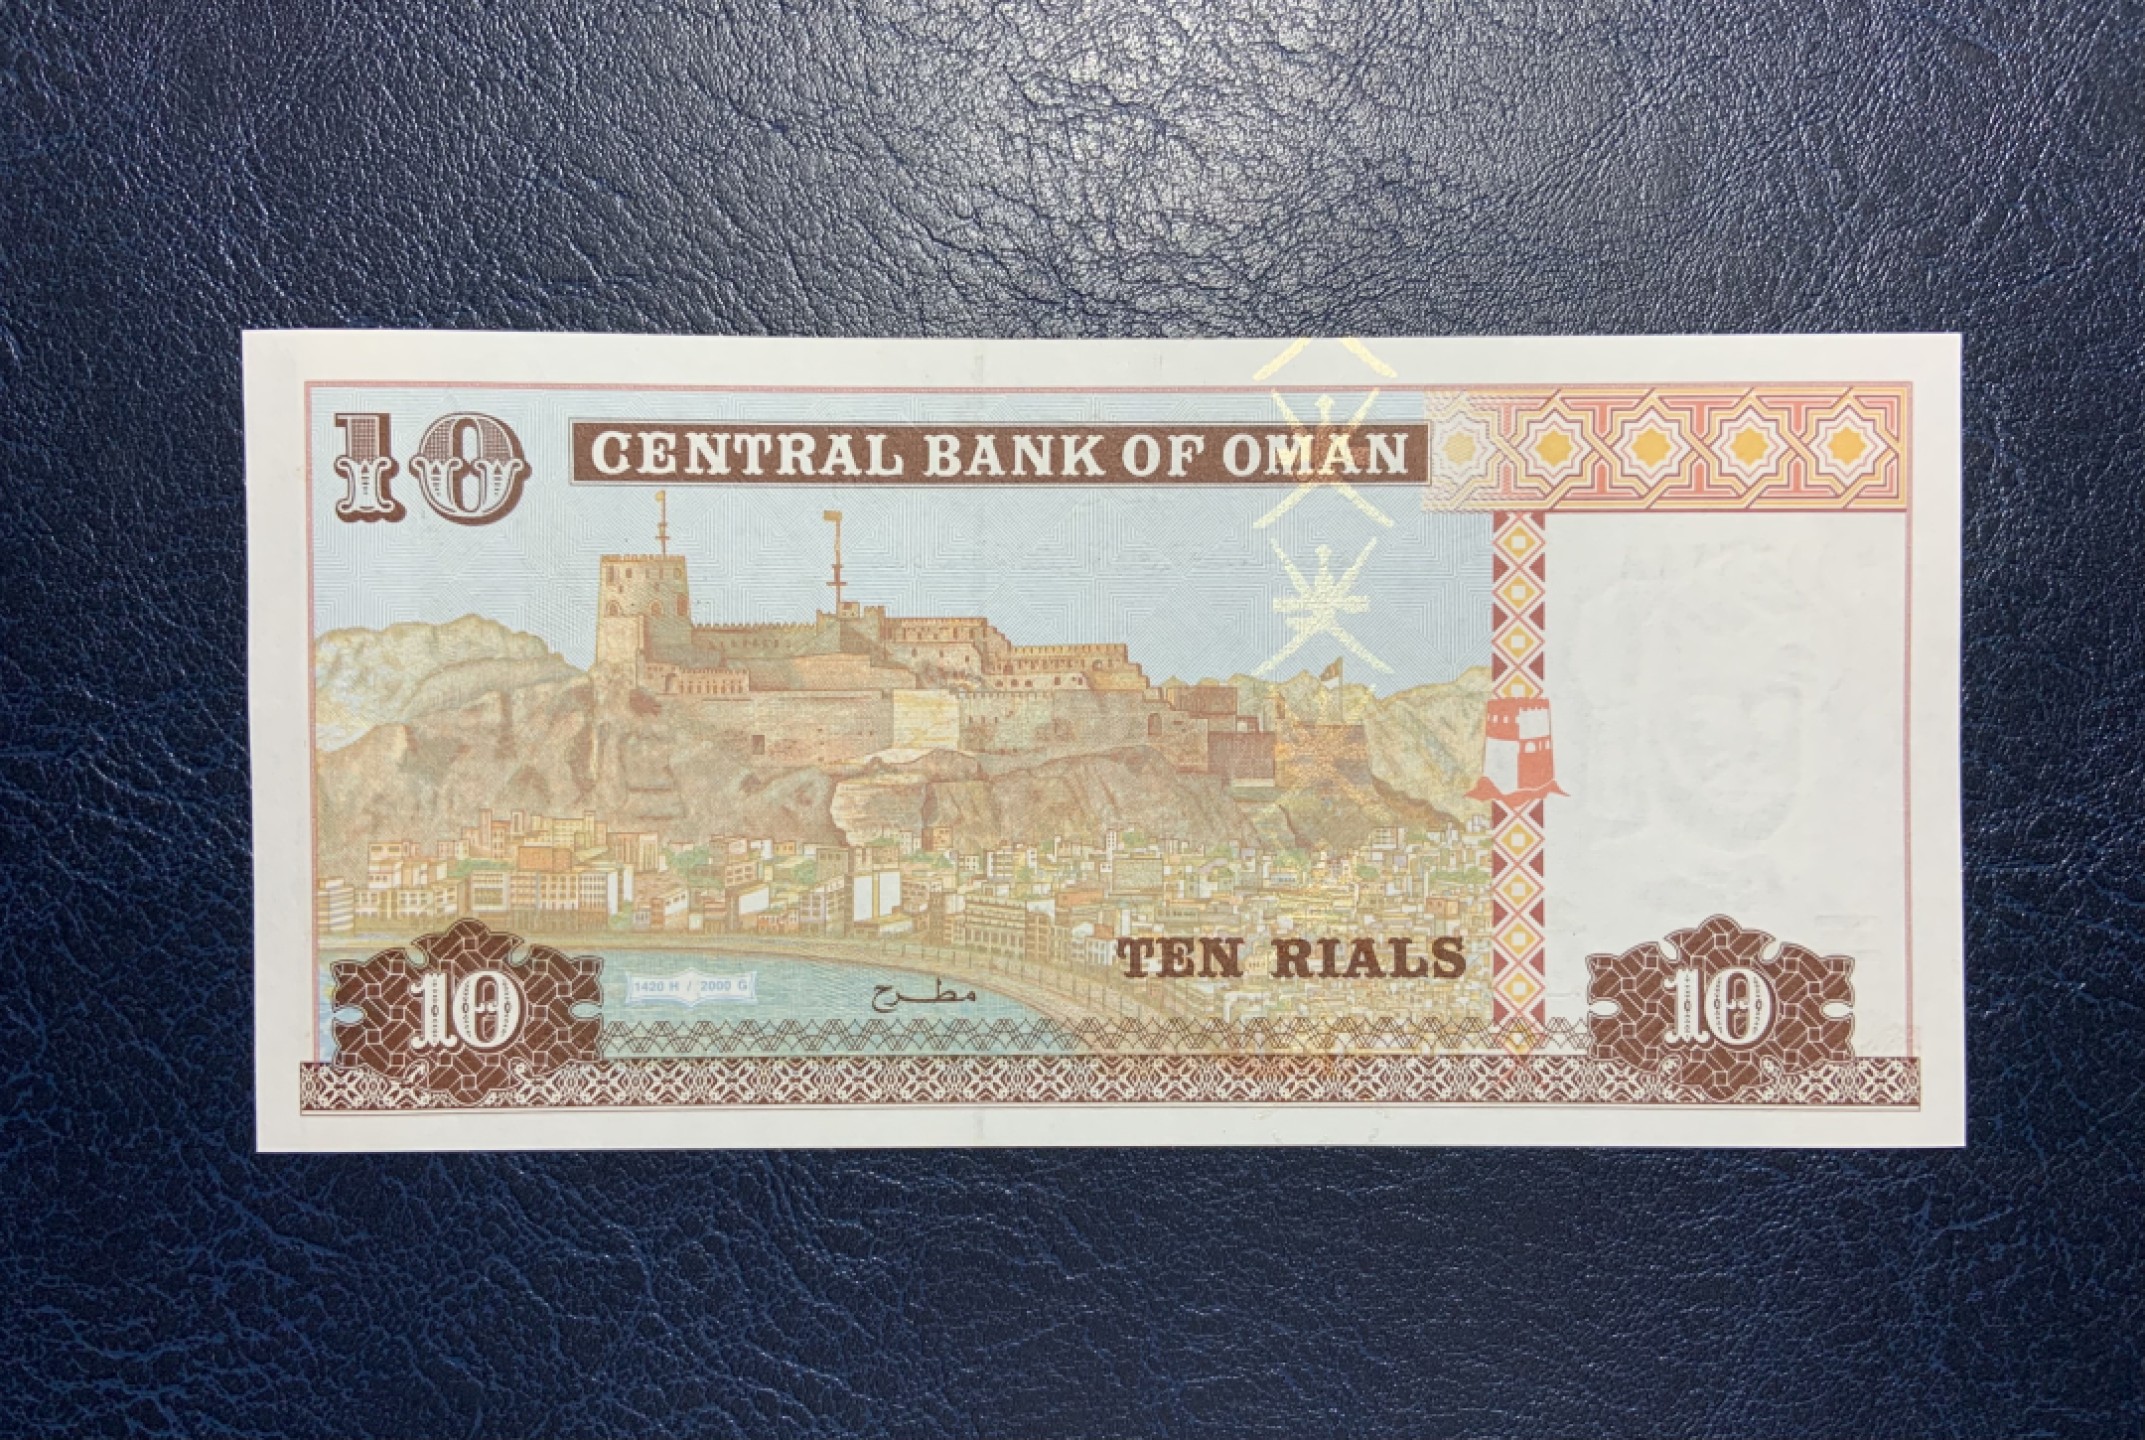 10
CENTRAL BANK OF OMAN
TEN RIALS
10
1420 H / 2000 G
مطرح
10